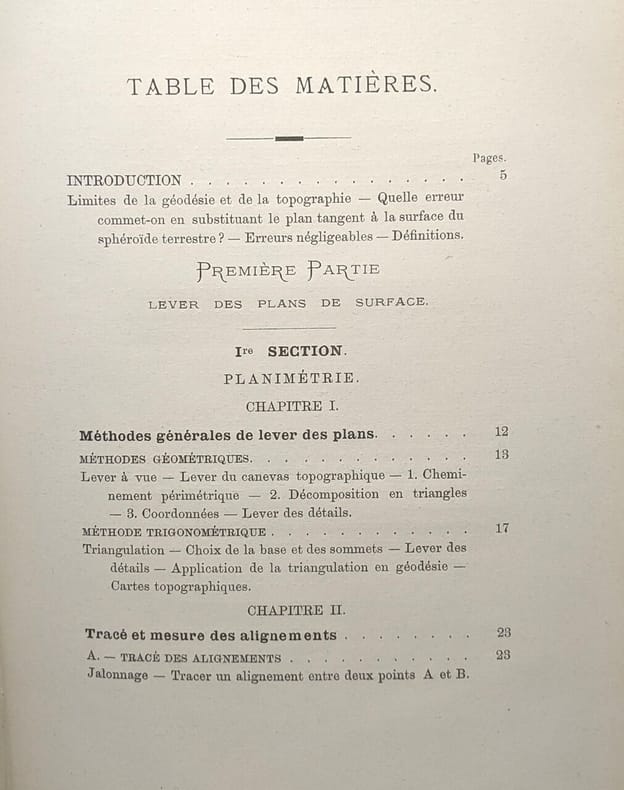 TABLE DES MATIÈRES.
Pages.
INTRODUCTION . . . . . . . . . . . . . . . . 5
Limites de la géodésie et de la topographie — Quelle erreur
commet-on en substituant le plan tangent à la surface du
sphéroïde terrestre ? — Erreurs négligeables — Définitions.
PREMIÈRE PARTIE
LEVER DES PLANS DE SURFACE.
Ire SECTION.
PLANIMÉTRIE.
CHAPITRE I.
Méthodes générales de lever des plans. . . . . . 12
MÉTHODES GÉOMÉTRIQUES. . . . . . . . . . . . . 13
Lever à vue — Lever du canevas topographique — 1. Chemi-
nement périmétrique — 2. Décomposition en triangles
— 3. Coordonnées — Lever des détails.
MÉTHODE TRIGONOMÉTRIQUE . . . . . . . . . . . . 17
Triangulation — Choix de la base et des sommets — Lever des
détails — Application de la triangulation en géodésie —
Cartes topographiques.
CHAPITRE II.
Tracé et mesure des alignements . . . . . . . . 23
A. — TRACÉ DES ALIGNEMENTS . . . . . . . . . . . 23
Jalonnage — Tracer un alignement entre deux points A et B.